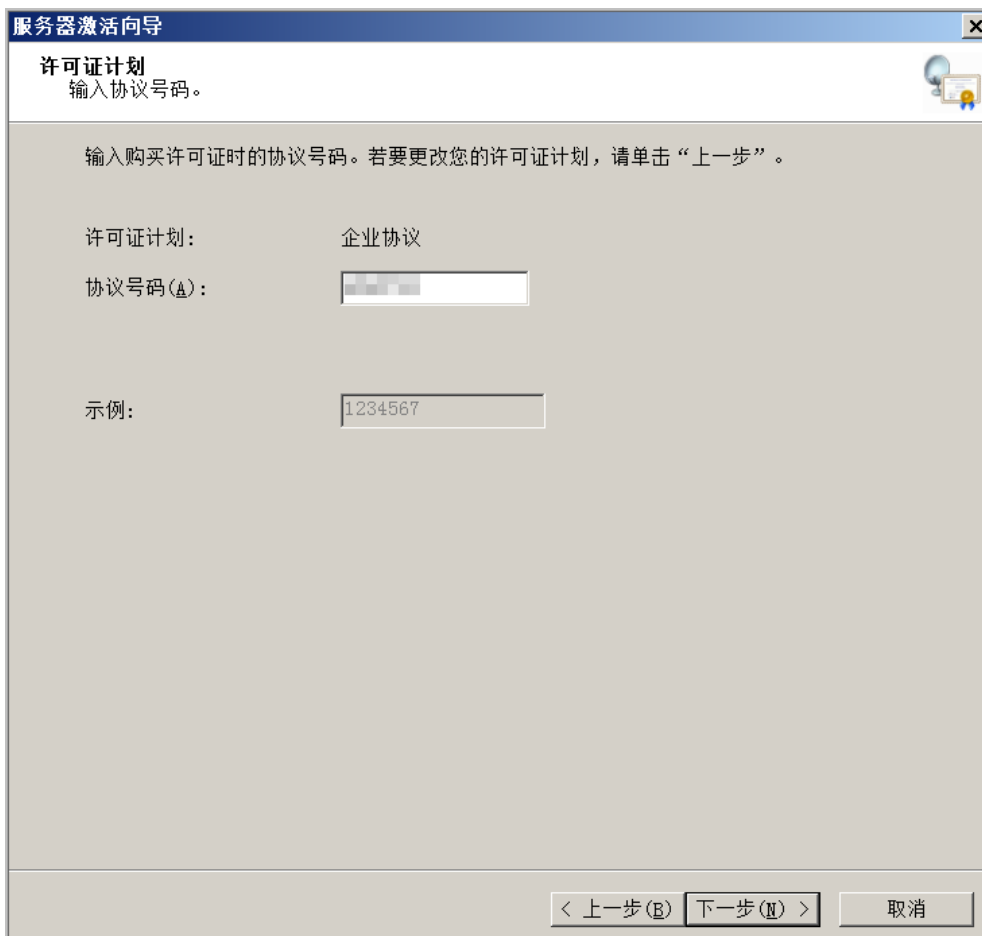 服务器激活向导
许可证计划
输入协议号码。
输入购买许可证时的协议号码。若要更改您的许可证计划，请单击“上一步”。
许可证计划: 企业协议
协议号码(A):
示例: 1234567
< 上一步(B) 下一步(N) > 取消